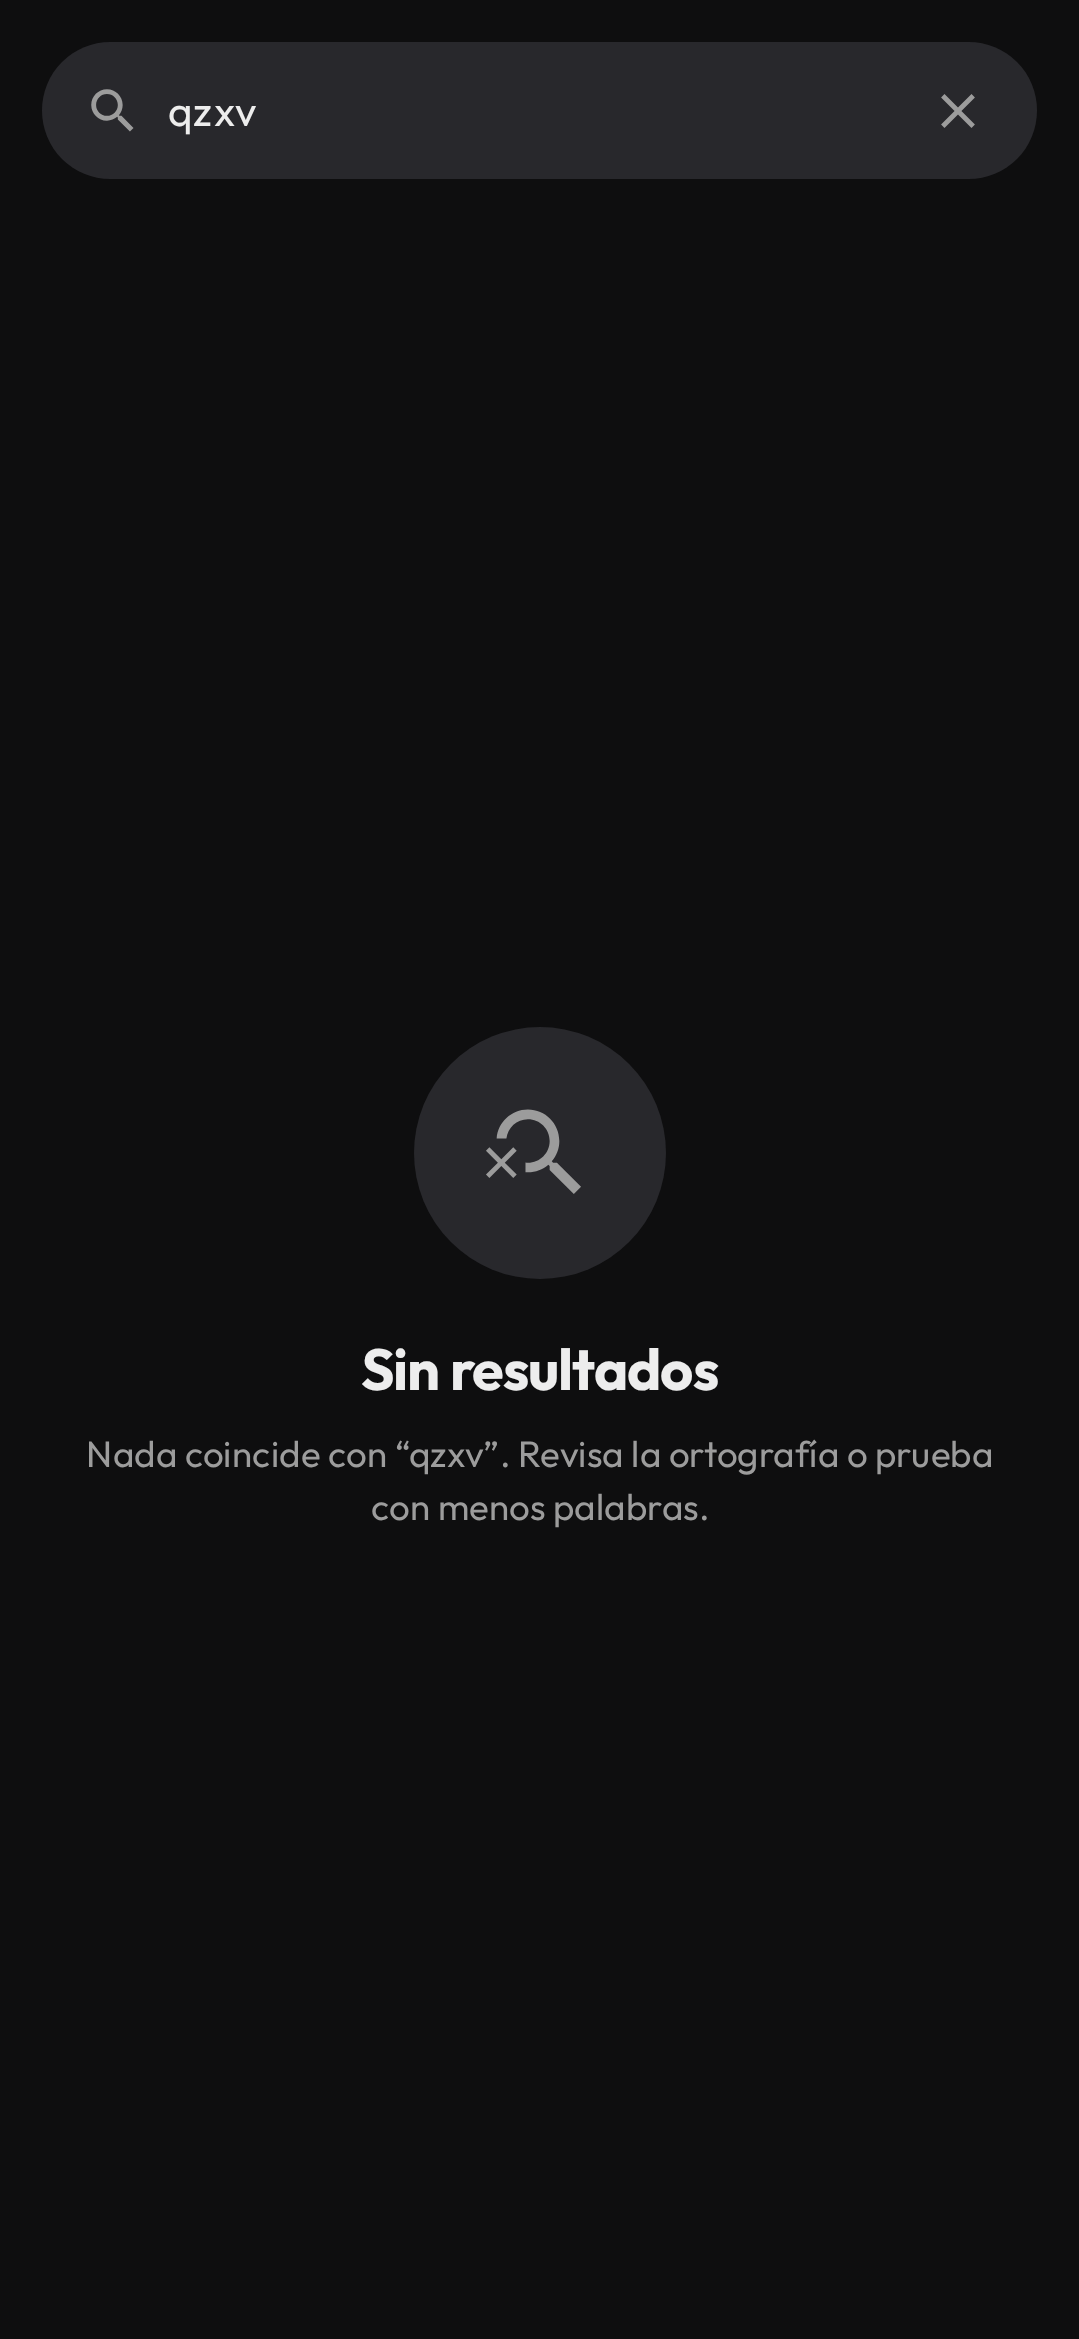 qzxv
Sin resultados
Nada coincide con “qzxv”. Revisa la ortografía o prueba
con menos palabras.